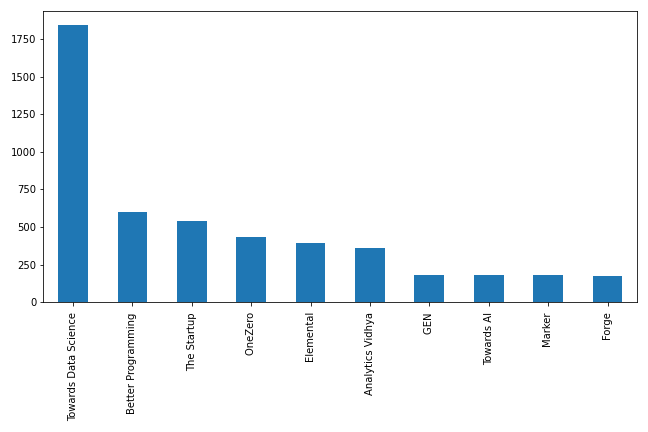 1750
1500
1250
1000
750
500
250
0
Towards Data Science
Better Programming
The Startup
OneZero
Elemental
Analytics Vidhya
GEN
Towards AI
Marker
Forge